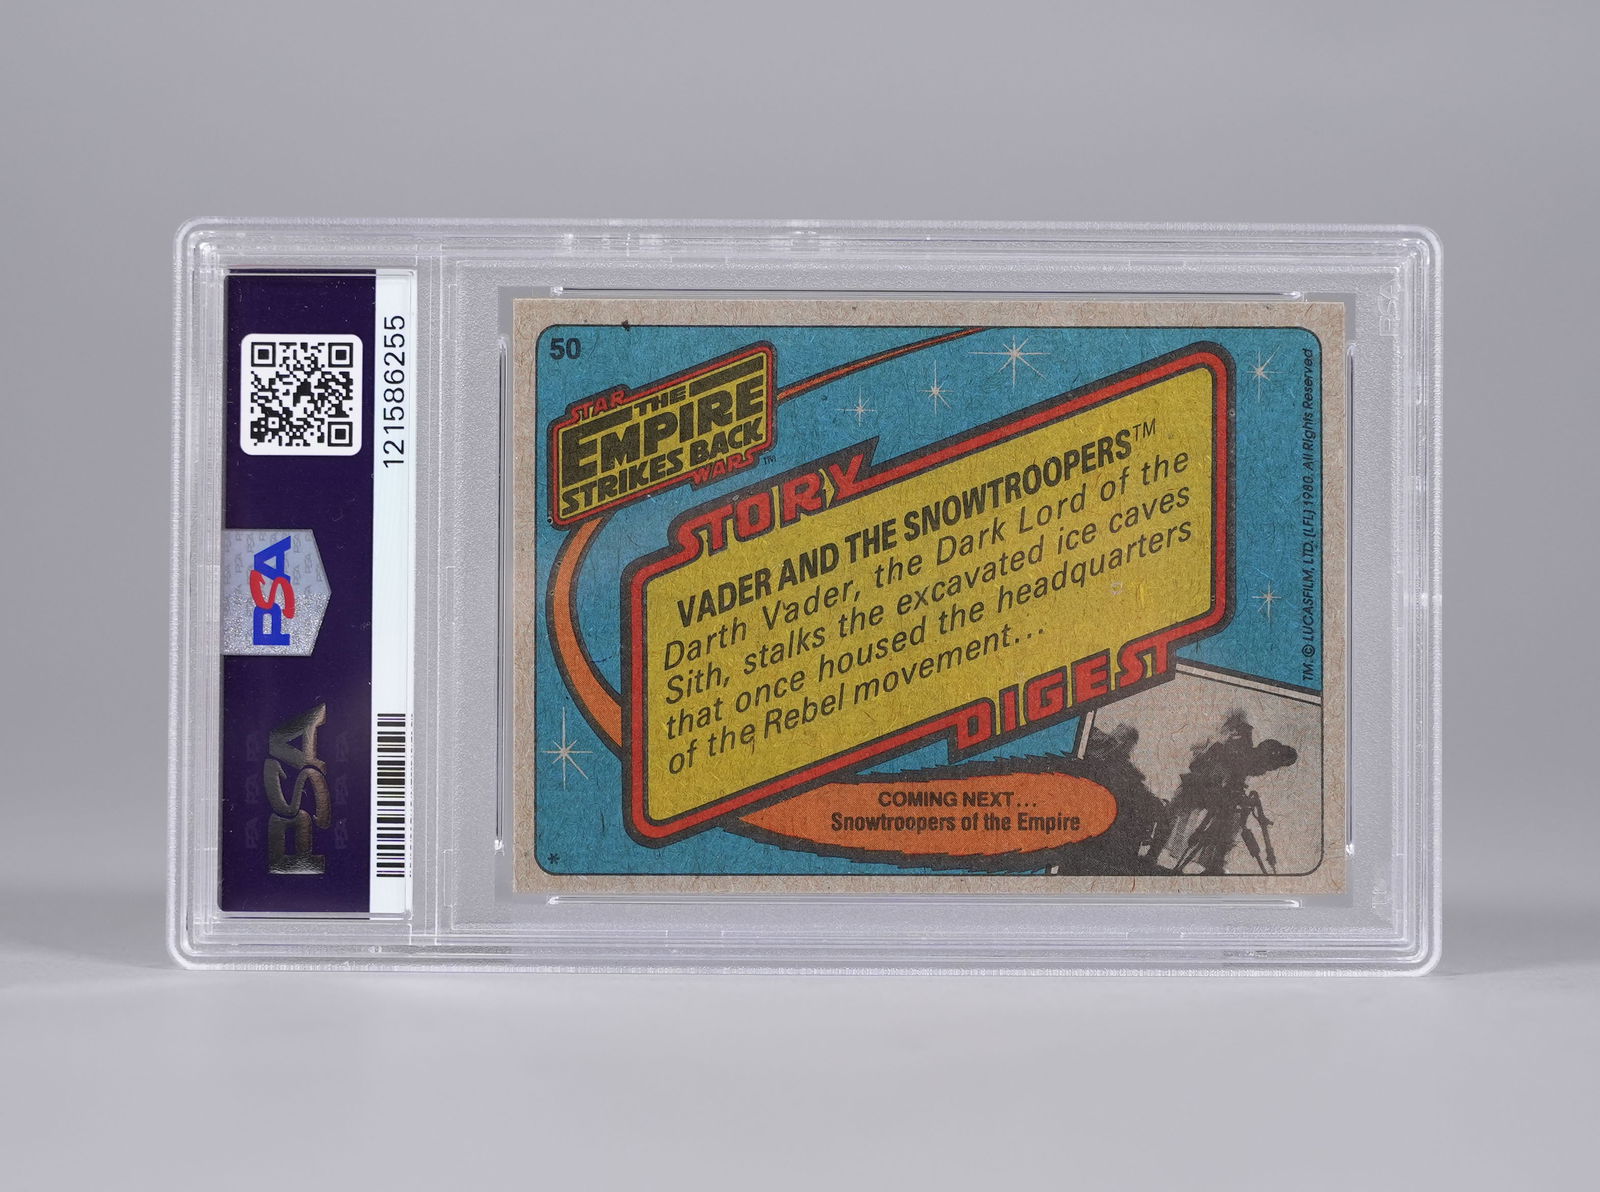 121586255
PSA
PSA
50
STAR
THE
EMPIRE
STRIKES BACK
WARS™
STORY
VADER AND THE SNOWTROOPERS™
Darth Vader, the Dark Lord of the
Sith, stalks the excavated ice caves
that once housed the headquarters
of the Rebel movement...
DIGEST
COMING NEXT...
Snowtroopers of the Empire
*
TM: © LUCASFILM, LTD. (LFL) 1980. All Rights Reserved